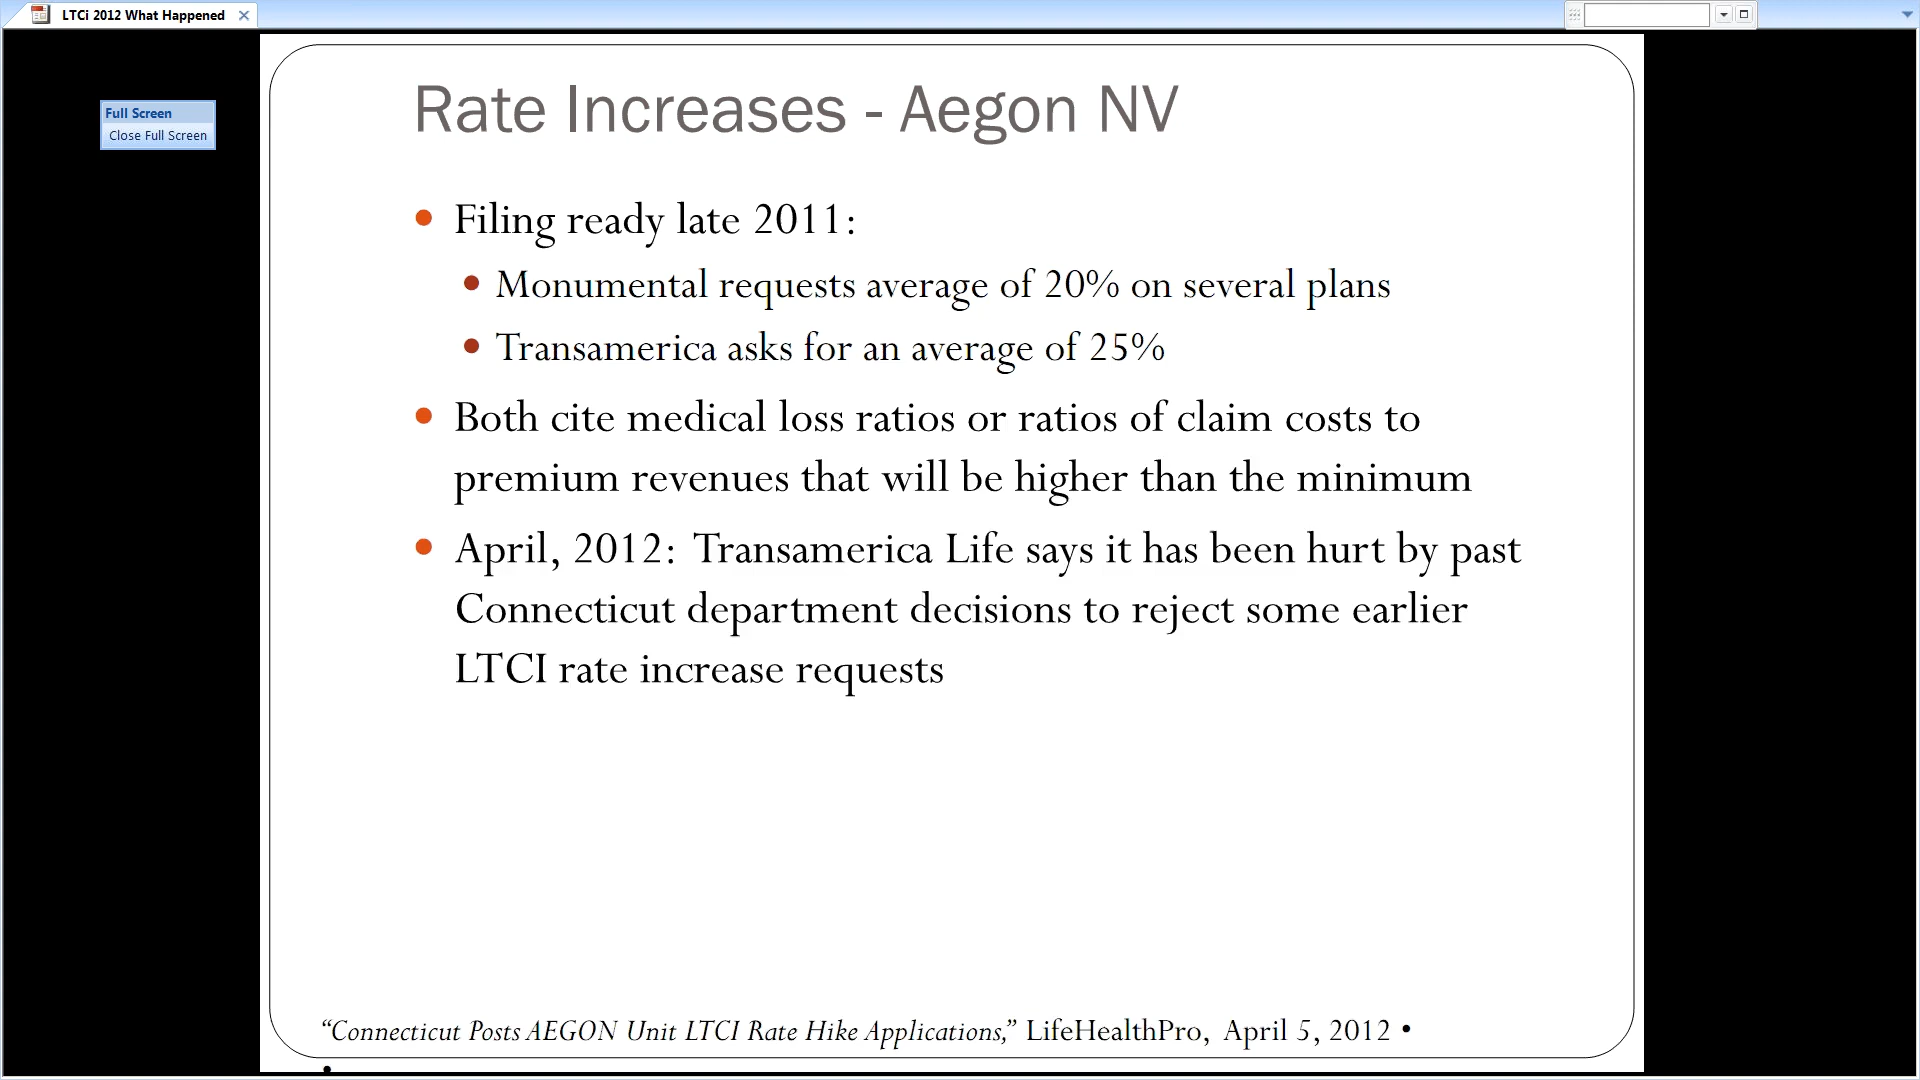 LTCi 2012 What Happened
Full Screen
Close Full Screen
Rate Increases - Aegon NV
• Filing ready late 2011:
• Monumental requests average of 20% on several plans
• Transamerica asks for an average of 25%
• Both cite medical loss ratios or ratios of claim costs to
premium revenues that will be higher than the minimum
• April, 2012: Transamerica Life says it has been hurt by past
Connecticut department decisions to reject some earlier
LTCI rate increase requests
“Connecticut Posts AEGON Unit LTCI Rate Hike Applications,” LifeHealthPro, April 5, 2012 •